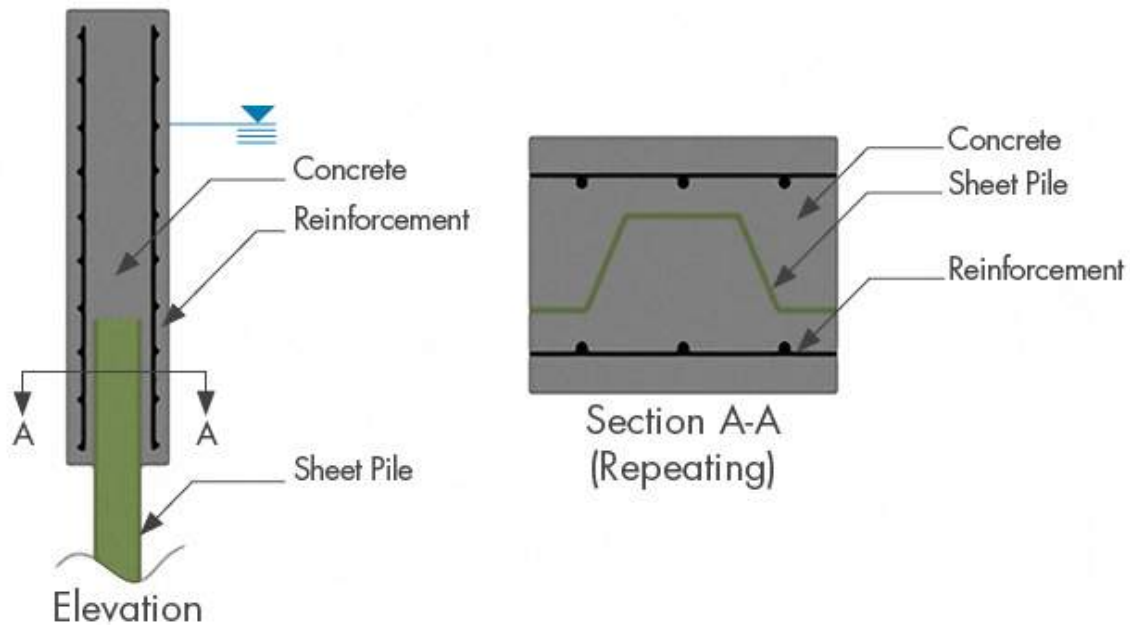 Concrete
Reinforcement
A
A
Sheet Pile
Elevation
Concrete
Sheet Pile
Reinforcement
Section A-A
(Repeating)